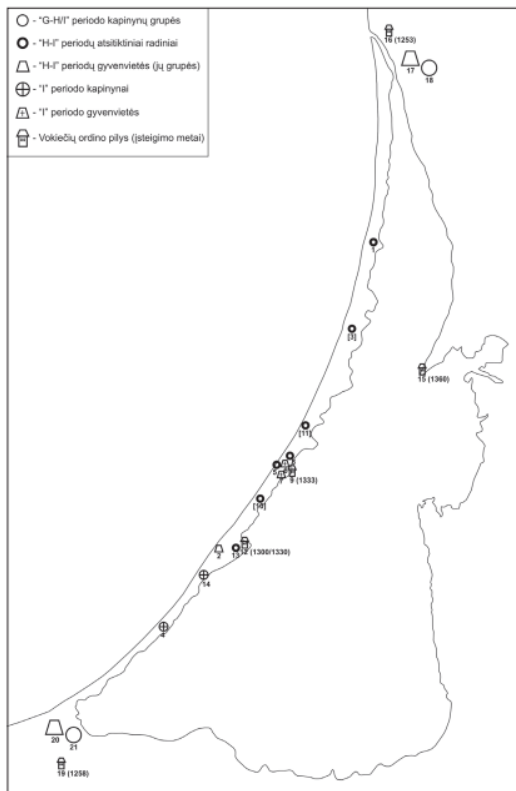 - "G-H/I" periodo kapinynų grupės
- "H-I" periodų atsitiktiniai radiniai
- "H-I" periodų gyvenvietės (jų grupės)
- "I" periodo kapinynai
- "I" periodo gyvenvietės
- Vokiečių ordino pilys (įsteigimo metai)
16 (1253)
17
18
[3]
15 (1360)
[11]
5
9 (1333)
[10]
2
13
12 (1300/1330)
14
4
20
21
19 (1258)